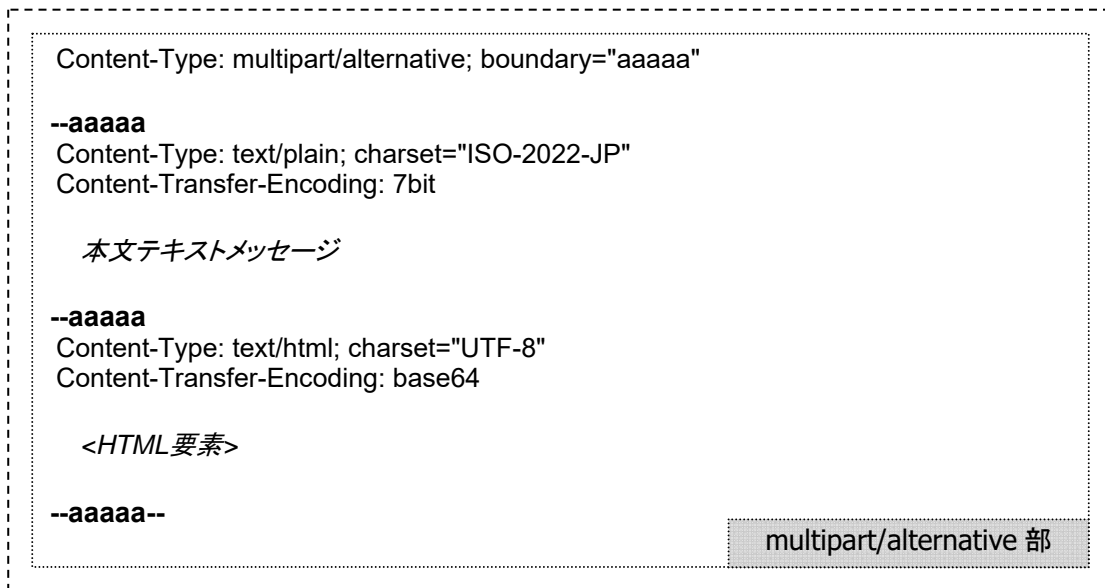 Content-Type: multipart/alternative; boundary="aaaaa"
--aaaaa
Content-Type: text/plain; charset="ISO-2022-JP"
Content-Transfer-Encoding: 7bit
本文テキストメッセージ
--aaaaa
Content-Type: text/html; charset="UTF-8"
Content-Transfer-Encoding: base64
<HTML要素>
--aaaaa--
multipart/alternative 部